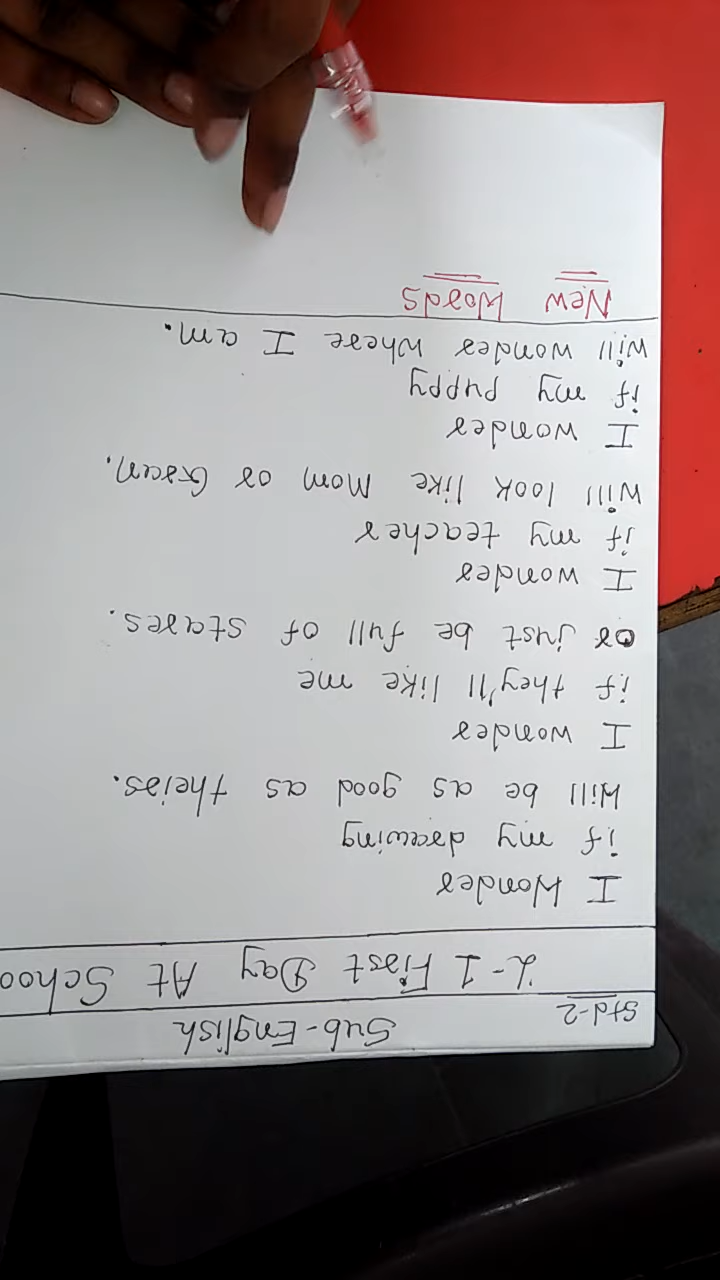 Std-2
Sub-English
L-1 First Day At Schoo
I Wonder
if my drawing
Will be as good as theirs.
I wonder
if they'll like me
or just be full of stares.
I wonder
if my teacher
will look like Mom or Gram.
I wonder
if my puppy
will wonder where I am.
New Words